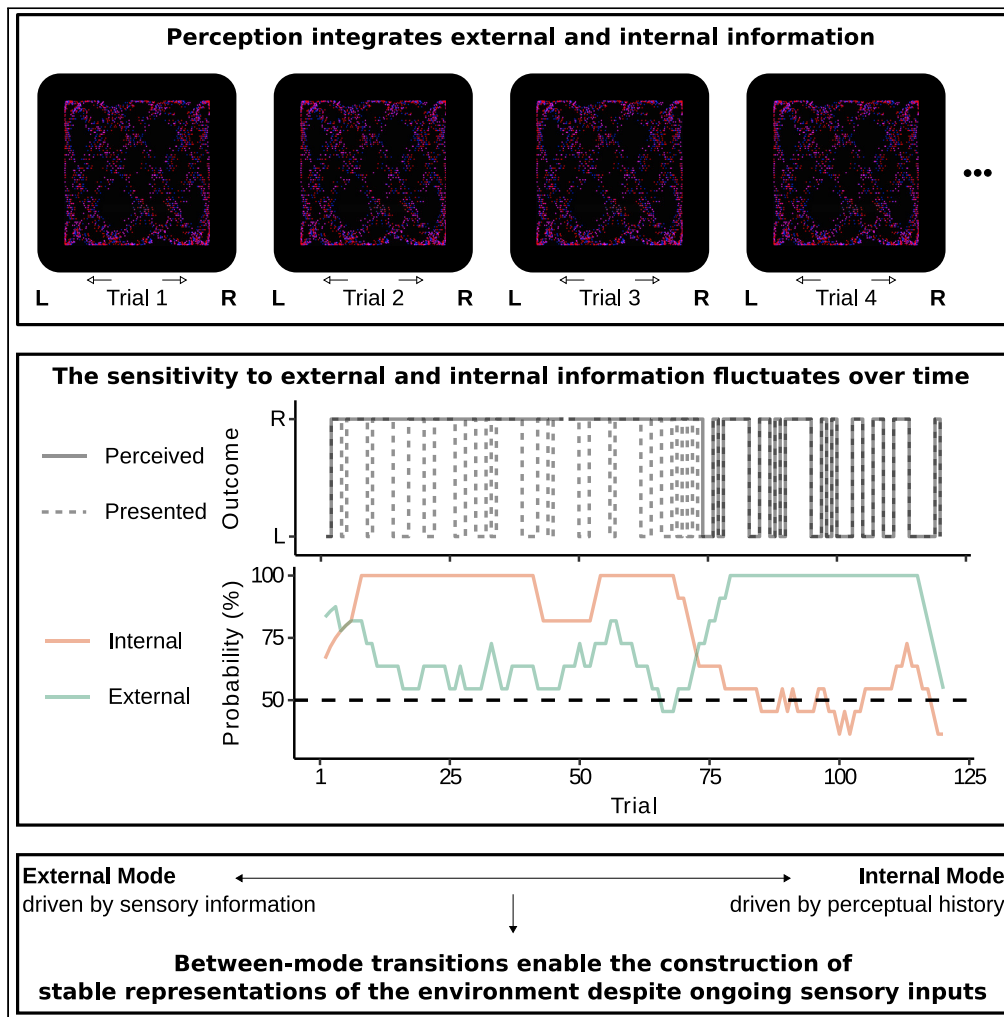 Perception integrates external and internal information
•••
L Trial 1 R L Trial 2 R L Trial 3 R L Trial 4 R
The sensitivity to external and internal information fluctuates over time
Perceived
Presented
Outcome
R
L
Internal
External
Probability (%)
100
75
50
1 25 50 75 100 125
Trial
External Mode Internal Mode
driven by sensory information driven by perceptual history
Between-mode transitions enable the construction of
stable representations of the environment despite ongoing sensory inputs